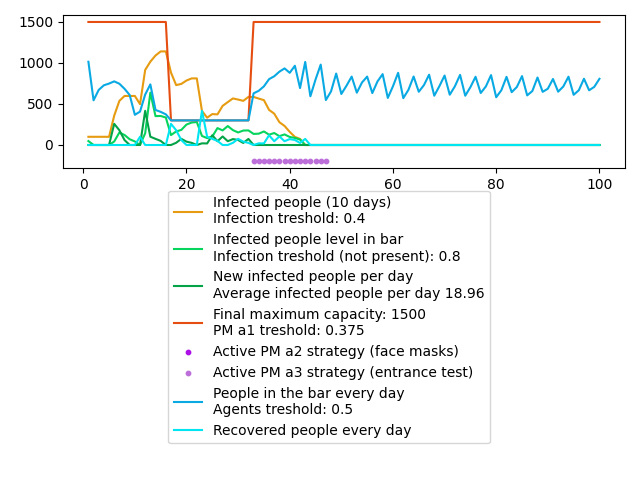 1500
1000
500
0
0
20
40
60
80
100
Infected people (10 days)
Infection treshold: 0.4
Infected people level in bar
Infection treshold (not present): 0.8
New infected people per day
Average infected people per day 18.96
Final maximum capacity: 1500
PM a1 treshold: 0.375
Active PM a2 strategy (face masks)
Active PM a3 strategy (entrance test)
People in the bar every day
Agents treshold: 0.5
Recovered people every day